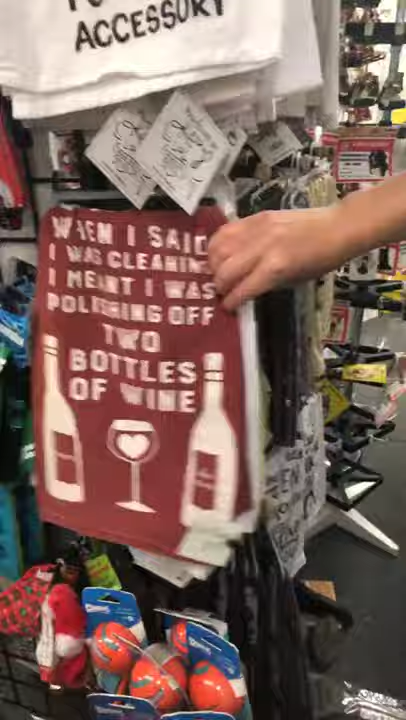 ACCESSORY
WHEN I SAID
I WAS CLEANING
I MEANT I WAS
POLISHING OFF
TWO
BOTTLES
OF WINE